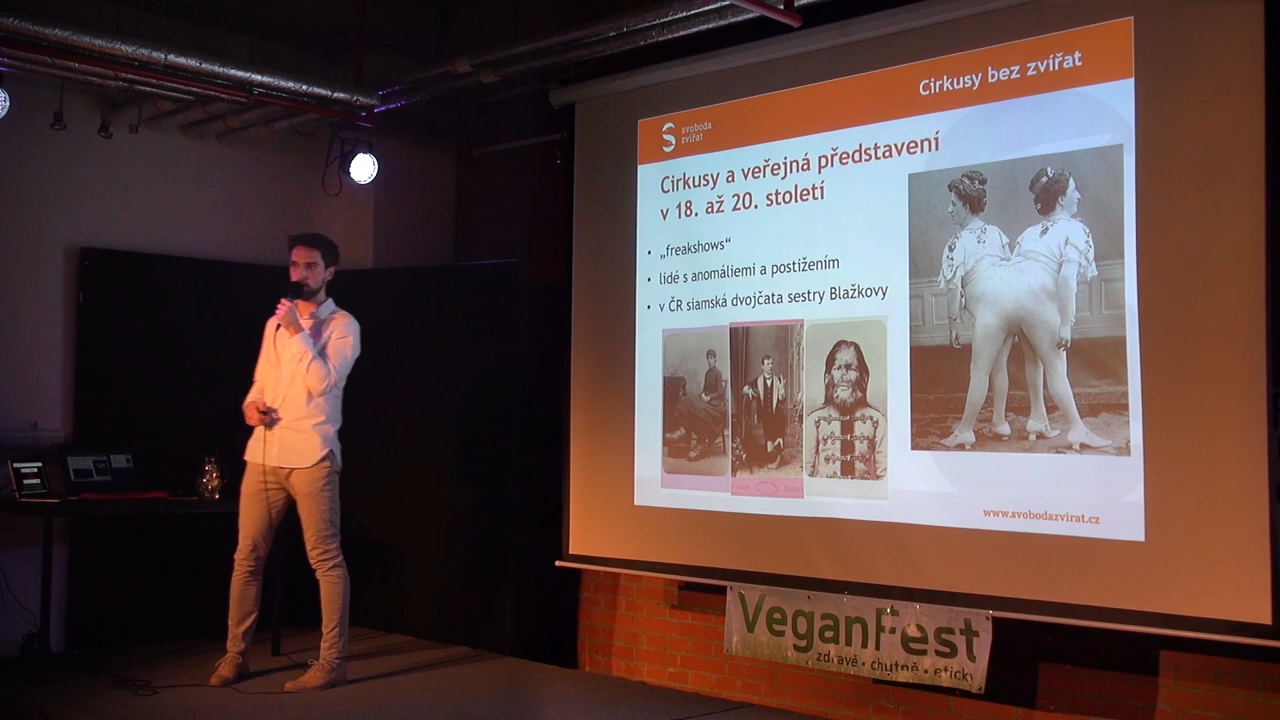 Cirkusy bez zvířat
svoboda
zvířat
Cirkusy a veřejná představení
v 18. až 20. století
• „freakshows“
• lidé s anomáliemi a postižením
• v ČR siamská dvojčata sestry Blažkovy
www.svobodazvirat.cz
VeganFest
zdravě • chutně • eticky